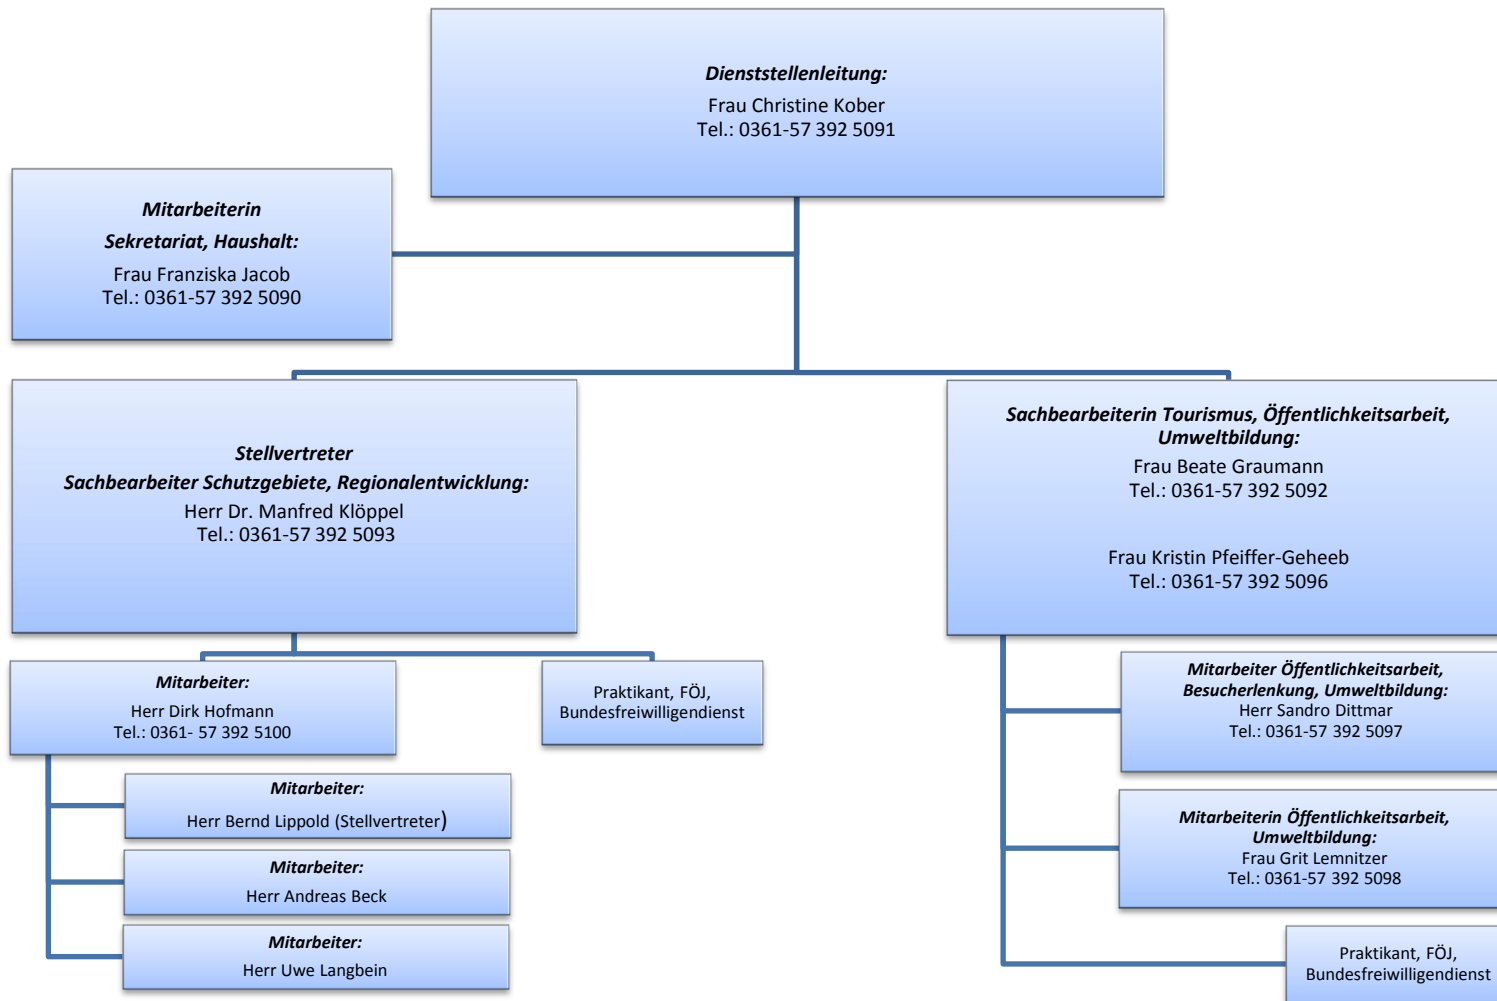 Dienststellenleitung:
Frau Christine Kober
Tel.: 0361-57 392 5091
Mitarbeiterin
Sekretariat, Haushalt:
Frau Franziska Jacob
Tel.: 0361-57 392 5090
Stellvertreter
Sachbearbeiter Schutzgebiete, Regionalentwicklung:
Herr Dr. Manfred Klöppel
Tel.: 0361-57 392 5093
Sachbearbeiterin Tourismus, Öffentlichkeitsarbeit,
Umweltbildung:
Frau Beate Graumann
Tel.: 0361-57 392 5092
Frau Kristin Pfeiffer-Geheeb
Tel.: 0361-57 392 5096
Mitarbeiter:
Herr Dirk Hofmann
Tel.: 0361- 57 392 5100
Praktikant, FÖJ,
Bundesfreiwilligendienst
Mitarbeiter:
Herr Bernd Lippold (Stellvertreter)
Mitarbeiter:
Herr Andreas Beck
Mitarbeiter:
Herr Uwe Langbein
Mitarbeiter Öffentlichkeitsarbeit,
Besucherlenkung, Umweltbildung:
Herr Sandro Dittmar
Tel.: 0361-57 392 5097
Mitarbeiterin Öffentlichkeitsarbeit,
Umweltbildung:
Frau Grit Lemnitzer
Tel.: 0361-57 392 5098
Praktikant, FÖJ,
Bundesfreiwilligendienst